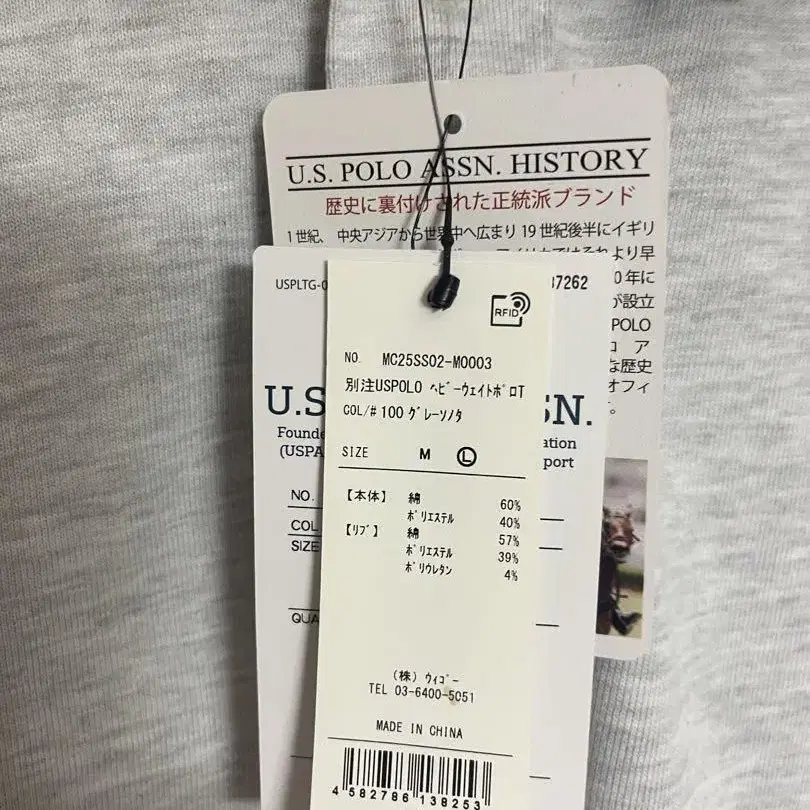 U.S. POLO ASSN. HISTORY
歴史に裏付けされた正統派ブランド
1世紀、中央アジアから世界中へ広まり19世紀後半にイギリ
より早
0年に
が設立
POLO
コ ア
な歴史
オフィ
。
USPLTG-0
37262
U.S
SN.
Founde
ation
(USPA
port
NO.
COL
SIZE
QUA
RFID
NO. MC25SS02-M0003
別注USPOLO ﾍﾋﾞｰｳｪｲﾄﾎﾟﾛT
COL/# 100 ｸﾞﾚｰｿﾉﾀ
SIZE M Ⓛ
【本体】 綿 60%
ﾎﾟﾘｴｽﾃﾙ 40%
【ﾘﾌﾞ】 綿 57%
ﾎﾟﾘｴｽﾃﾙ 39%
ﾎﾟﾘｳﾚﾀﾝ 4%
(株) ｳｨｺﾞｰ
TEL 03-6400-5051
MADE IN CHINA
4 582786 138253